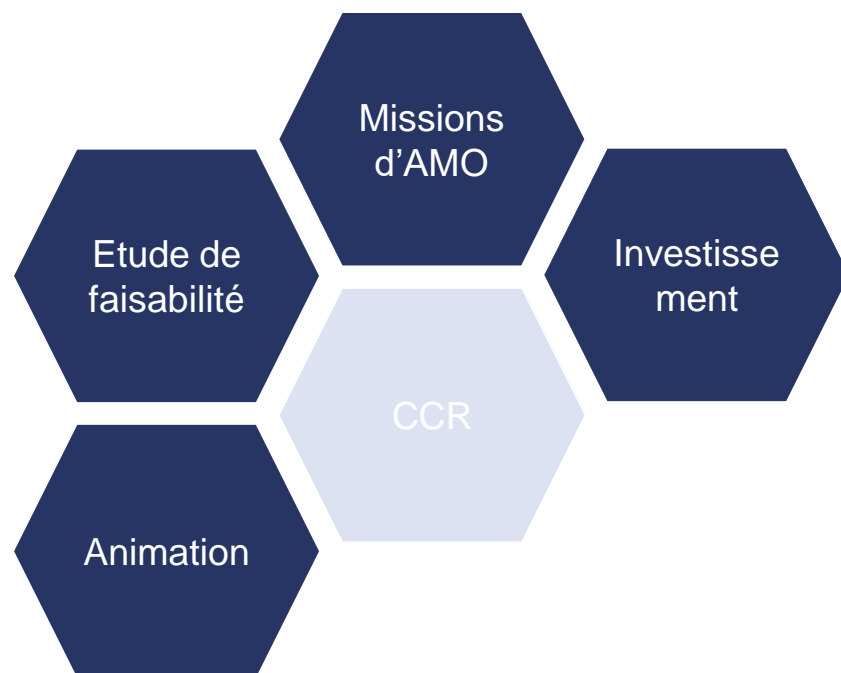 Missions
d’AMO
Etude de
faisabilité
Investisse
ment
CCR
Animation